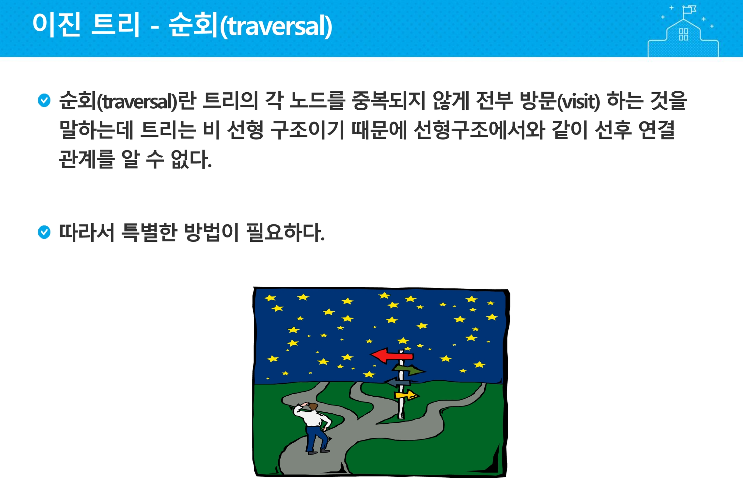 이진 트리 - 순회(traversal)
순회(traversal)란 트리의 각 노드를 중복되지 않게 전부 방문(visit) 하는 것을
말하는데 트리는 비 선형 구조이기 때문에 선형구조에서와 같이 선후 연결
관계를 알 수 없다.
따라서 특별한 방법이 필요하다.